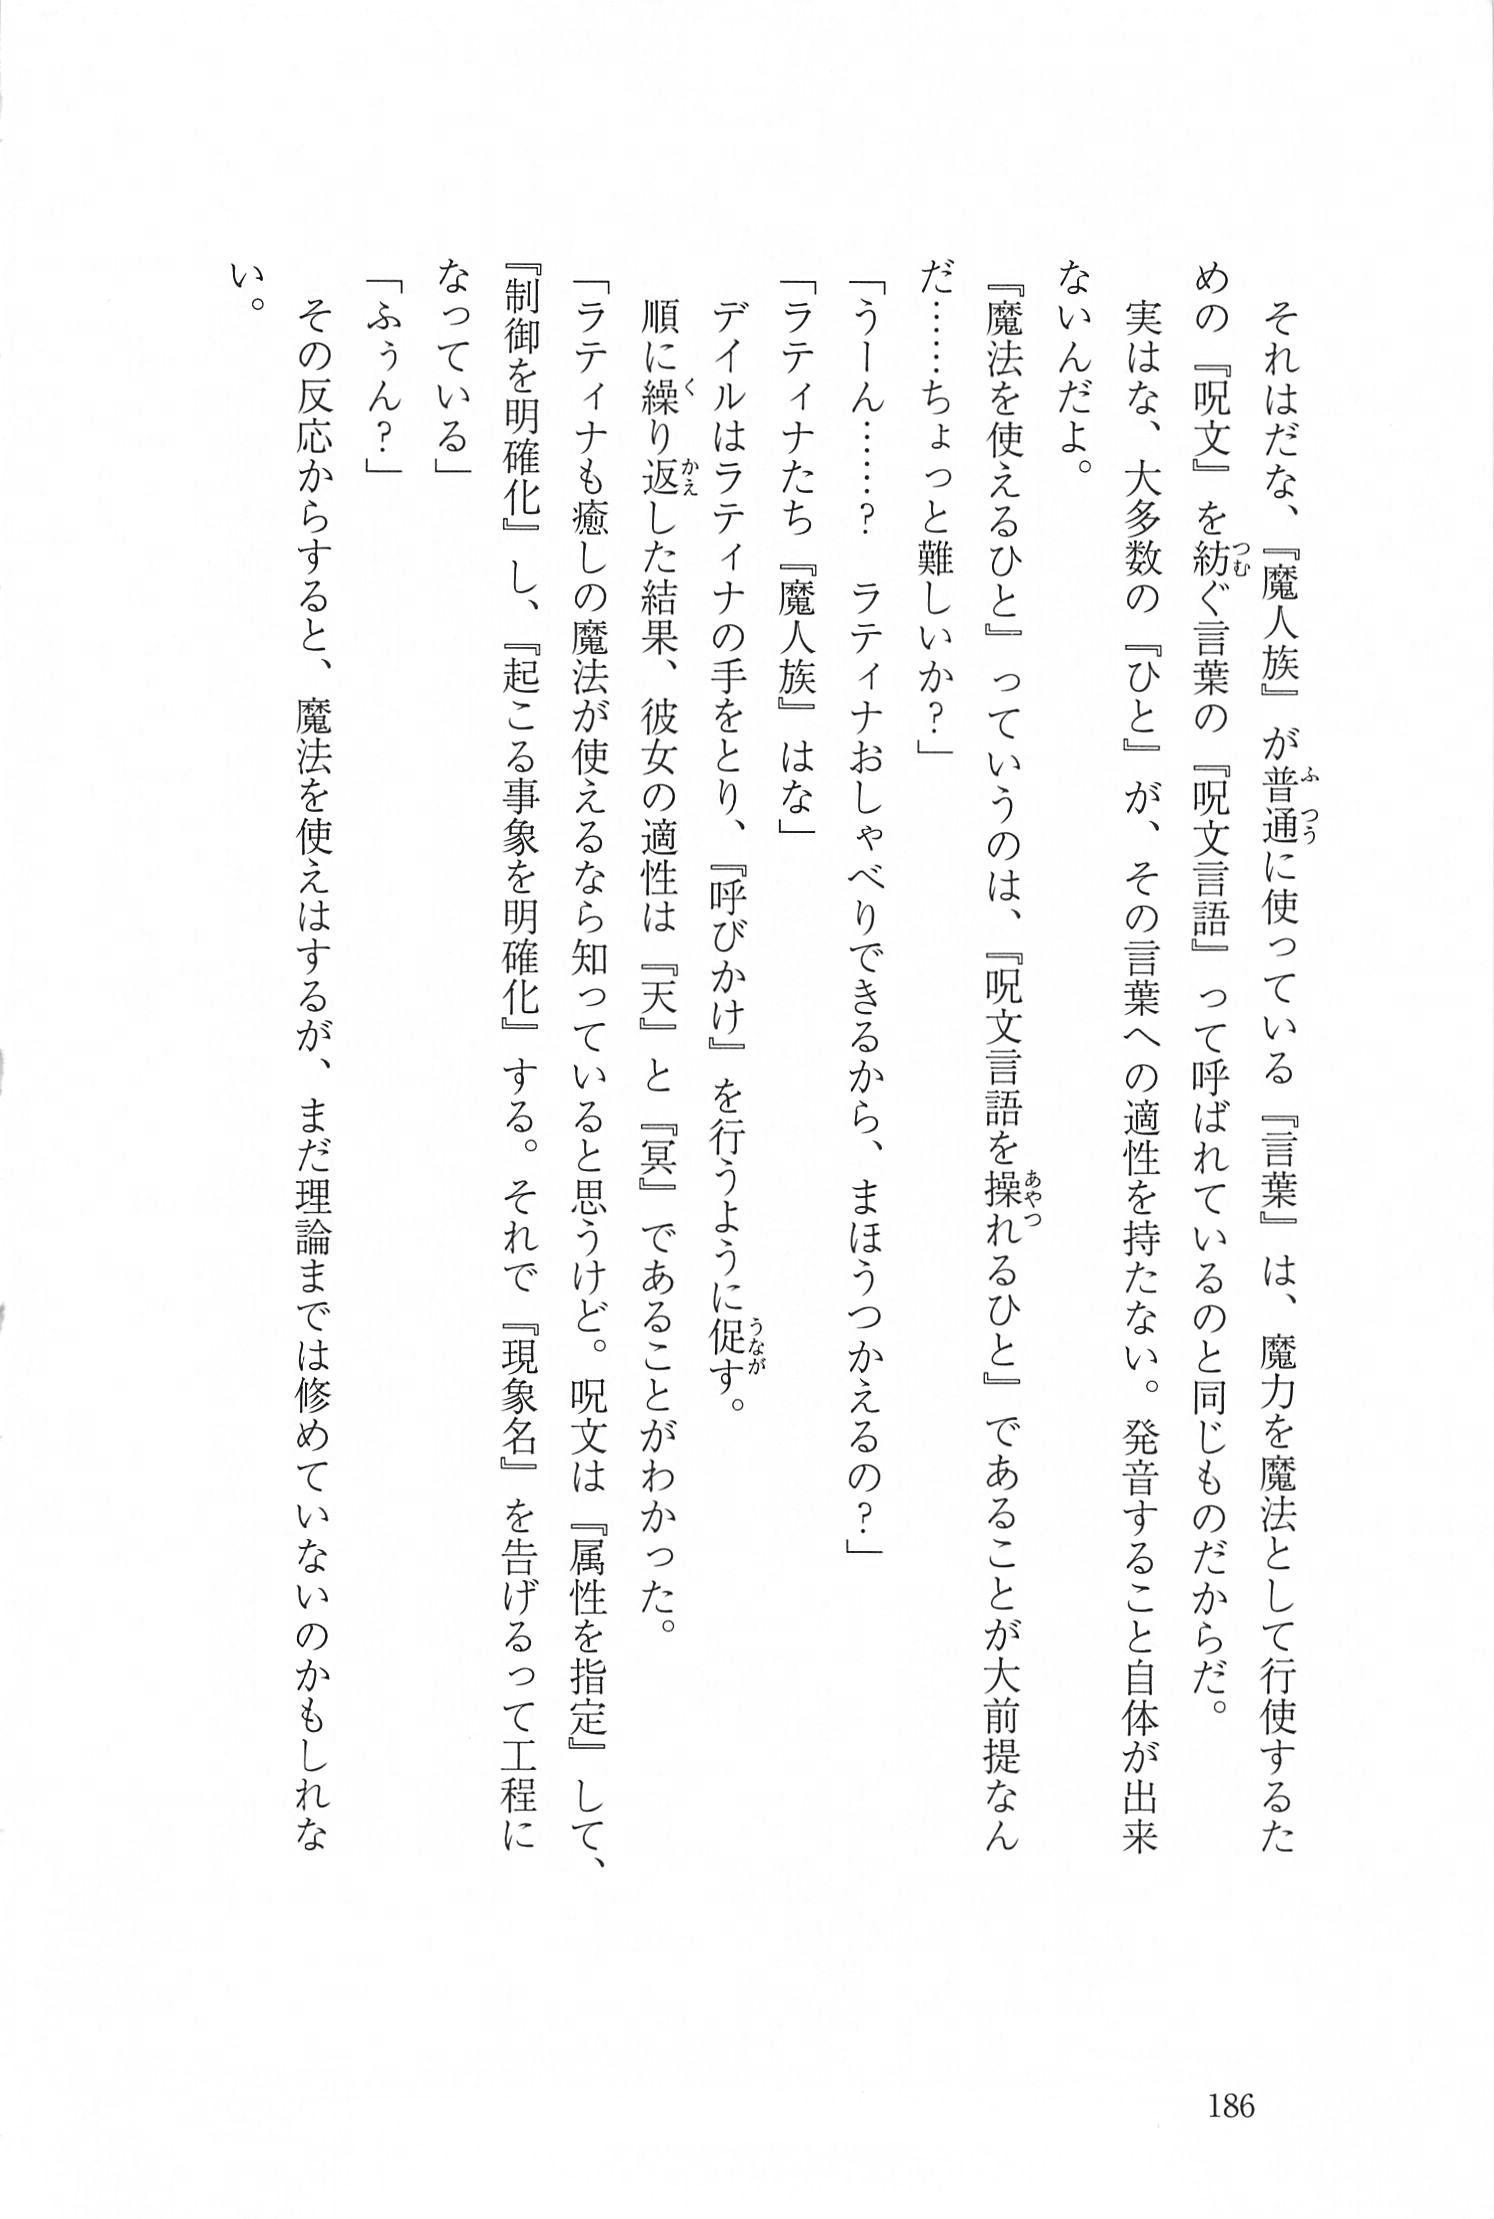 それはだな、『魔人族』が普通に使っている『言葉』は、魔力を魔法として行使するた
めの『呪文』を紡ぐ言葉の『呪文言語』って呼ばれているのと同じものだからだ。
　実はな、大多数の『ひと』が、その言葉への適性を持たない。発音すること自体が出来
ないんだよ。
『魔法を使えるひと』っていうのは、『呪文言語を操れるひと』であることが大前提なん
だ……ちょっと難しいか？」
「うーん……？　ラティナおしゃべりできるから、まほうつかえるの？」
「ラティナたち『魔人族』はな」
　デイルはラティナの手をとり、『呼びかけ』を行うように促す。
　順に繰り返した結果、彼女の適性は『天』と『冥』であることがわかった。
「ラティナも癒しの魔法が使えるなら知っていると思うけど。呪文は『属性を指定』して、
『制御を明確化』し、『起こる事象を明確化』する。それで『現象名』を告げるって工程に
なっている」
「ふぅん？」
　その反応からすると、魔法を使えはするが、まだ理論までは修めていないのかもしれな
い。
186